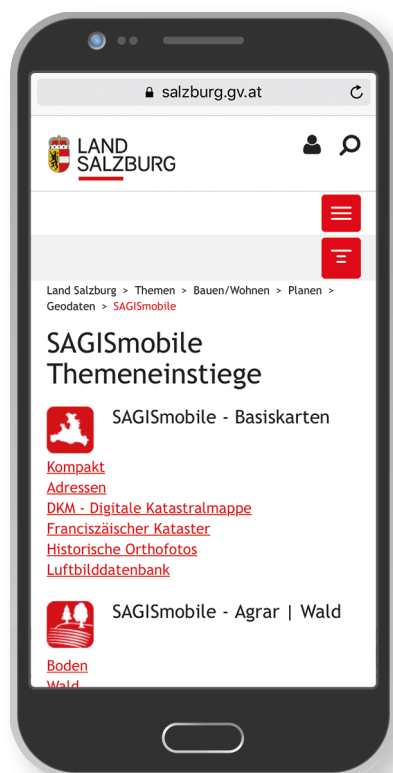 salzburg.gv.at
LAND
SALZBURG
Land Salzburg > Themen > Bauen/Wohnen > Planen >
Geodaten > SAGISmobile
SAGISmobile
Themeneinstiege
SAGISmobile - Basiskarten
Kompakt
Adressen
DKM - Digitale Katastralmappe
Franciszäischer Kataster
Historische Orthofotos
Luftbilddatenbank
SAGISmobile - Agrar | Wald
Boden
Wald